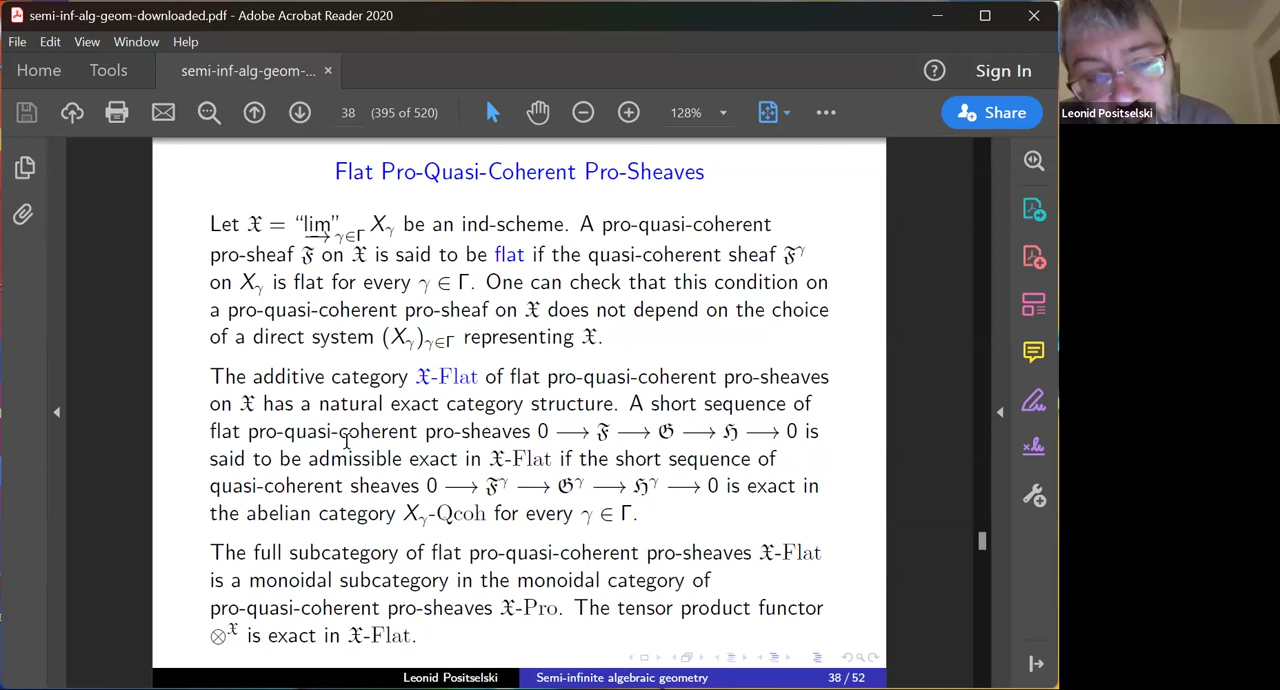 semi-inf-alg-geom-downloaded.pdf - Adobe Acrobat Reader 2020
File Edit View Window Help
Home Tools semi-inf-alg-geom-... × Sign In
38 (395 of 520) 128% Share
Leonid Positselski
Flat Pro-Quasi-Coherent Pro-Sheaves
Let 𝔛 = “lim”_{γ∈Γ} X_γ be an ind-scheme. A pro-quasi-coherent
pro-sheaf 𝔉 on 𝔛 is said to be flat if the quasi-coherent sheaf 𝔉^γ
on X_γ is flat for every γ ∈ Γ. One can check that this condition on
a pro-quasi-coherent pro-sheaf on 𝔛 does not depend on the choice
of a direct system (X_γ)_{γ∈Γ} representing 𝔛.
The additive category 𝔛-Flat of flat pro-quasi-coherent pro-sheaves
on 𝔛 has a natural exact category structure. A short sequence of
flat pro-quasi-coherent pro-sheaves 0 ⟶ 𝔉 ⟶ 𝔊 ⟶ ℌ ⟶ 0 is
said to be admissible exact in 𝔛-Flat if the short sequence of
quasi-coherent sheaves 0 ⟶ 𝔉^γ ⟶ 𝔊^γ ⟶ ℌ^γ ⟶ 0 is exact in
the abelian category X_γ-Qcoh for every γ ∈ Γ.
The full subcategory of flat pro-quasi-coherent pro-sheaves 𝔛-Flat
is a monoidal subcategory in the monoidal category of
pro-quasi-coherent pro-sheaves 𝔛-Pro. The tensor product functor
⊗^𝔛 is exact in 𝔛-Flat.
Leonid Positselski Semi-infinite algebraic geometry 38 / 52